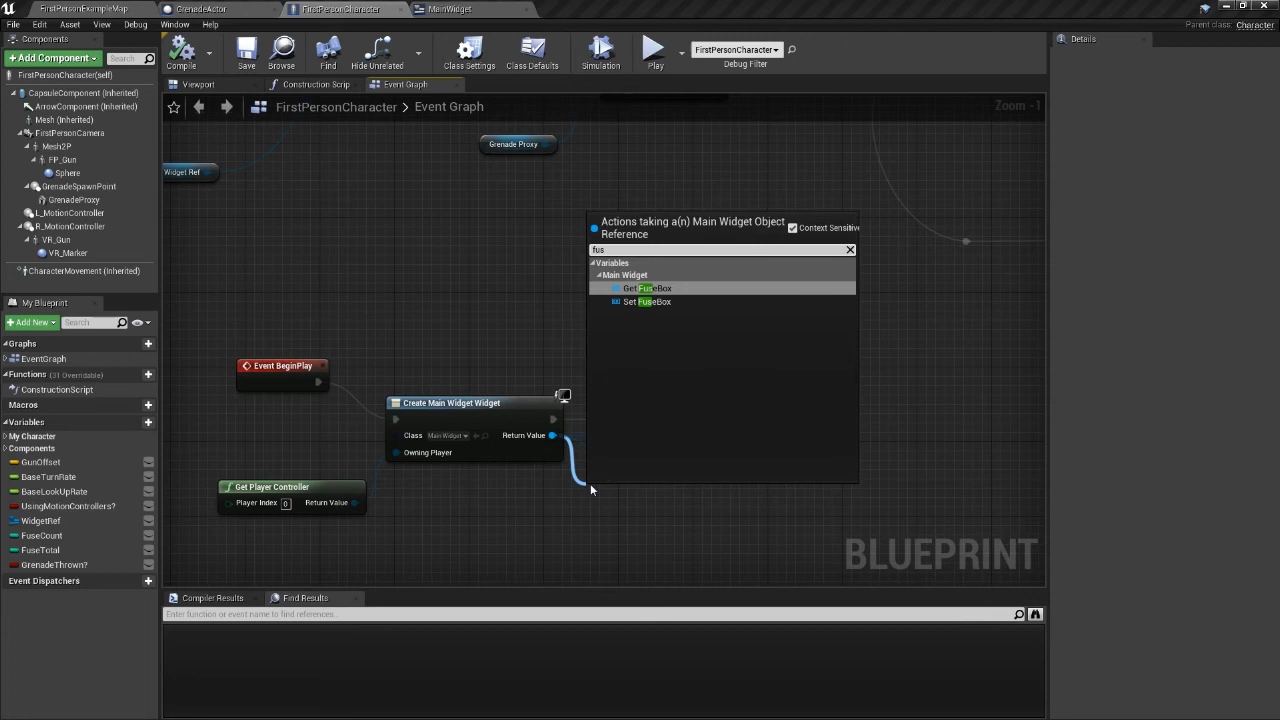 FirstPersonExampleMap
GrenadeActor
FirstPersonCharacter
MainWidget
File Edit Asset View Debug Window Help
Parent class: Character
Components
Details
+ Add Component
Search
Compile
Save
Browse
Find
Hide Unrelated
Class Settings
Class Defaults
Simulation
Play
FirstPersonCharacter
Debug Filter
FirstPersonCharacter(self)
Viewport
Construction Scrip
Event Graph
CapsuleComponent (Inherited)
ArrowComponent (Inherited)
Mesh (Inherited)
FirstPersonCamera
Mesh2P
FP_Gun
Sphere
GrenadeSpawnPoint
GrenadeProxy
L_MotionController
R_MotionController
VR_Gun
VR_Marker
CharacterMovement (Inherited)
FirstPersonCharacter > Event Graph
Zoom -1
Grenade Proxy
Widget Ref
Actions taking a(n) Main Widget Object
Reference
Context Sensitive
fus
Variables
Main Widget
Get FuseBox
Set FuseBox
My Blueprint
+ Add New
Search
Graphs
EventGraph
Functions (31 Overridable)
ConstructionScript
Macros
Variables
My Character
Components
GunOffset
BaseTurnRate
BaseLookUpRate
UsingMotionControllers?
WidgetRef
FuseCount
FuseTotal
GrenadeThrown?
Event Dispatchers
Event BeginPlay
Create Main Widget Widget
Class Main Widget
Return Value
Owning Player
Get Player Controller
Player Index 0
Return Value
BLUEPRINT
Compiler Results
Find Results
Enter function or event name to find references...